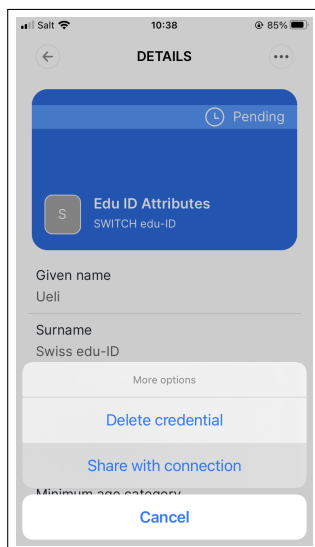 Salt 10:38 85%
DETAILS
Pending
S
Edu ID Attributes
SWITCH edu-ID
Given name
Ueli
Surname
Swiss edu-ID
More options
Delete credential
Share with connection
Minimum age category
Cancel